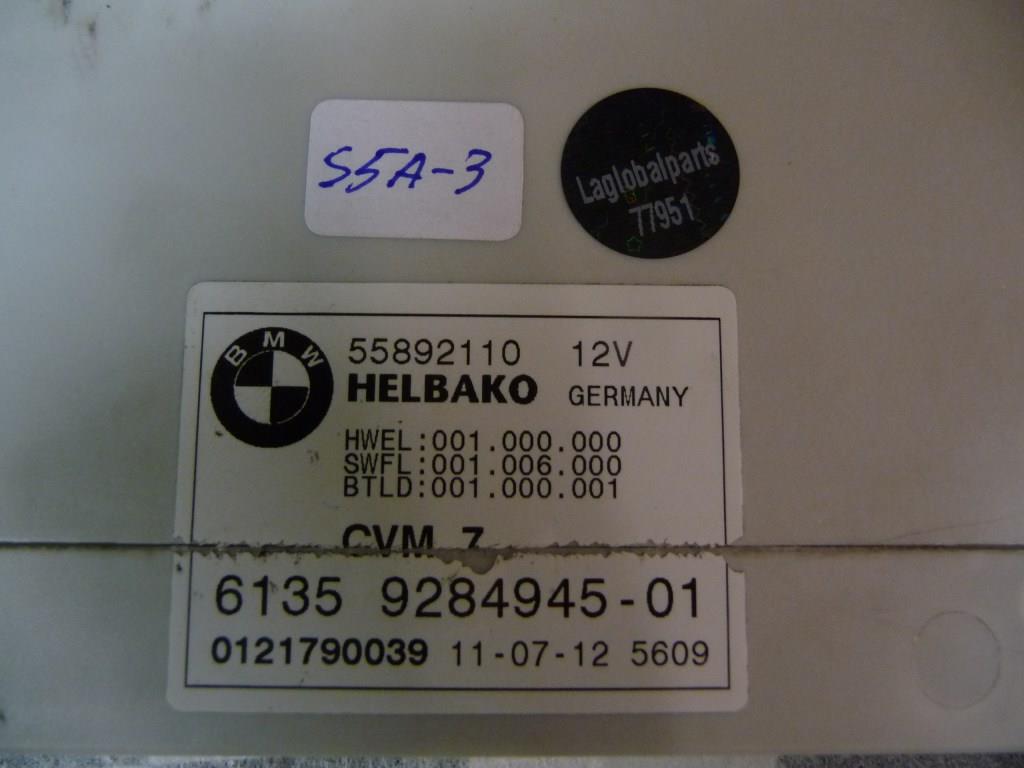 S5A-3
Laglobalparts
77951
BMW
55892110 12V
HELBAKO GERMANY
HWEL:001.000.000
SWFL:001.006.000
BTLD:001.000.001
CVM 7
6135 9284945-01
0121790039 11-07-12 5609